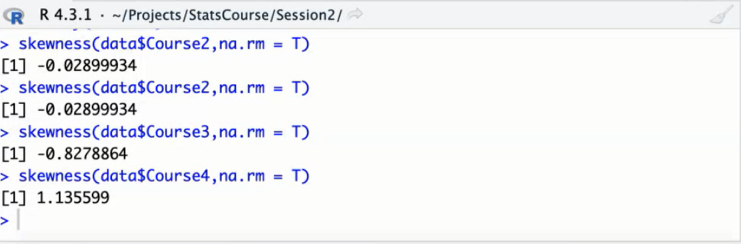 R 4.3.1 · ~/Projects/StatsCourse/Session2/
> skewness(data$Course2,na.rm = T)
[1] -0.02899934
> skewness(data$Course2,na.rm = T)
[1] -0.02899934
> skewness(data$Course3,na.rm = T)
[1] -0.8278864
> skewness(data$Course4,na.rm = T)
[1] 1.135599
>